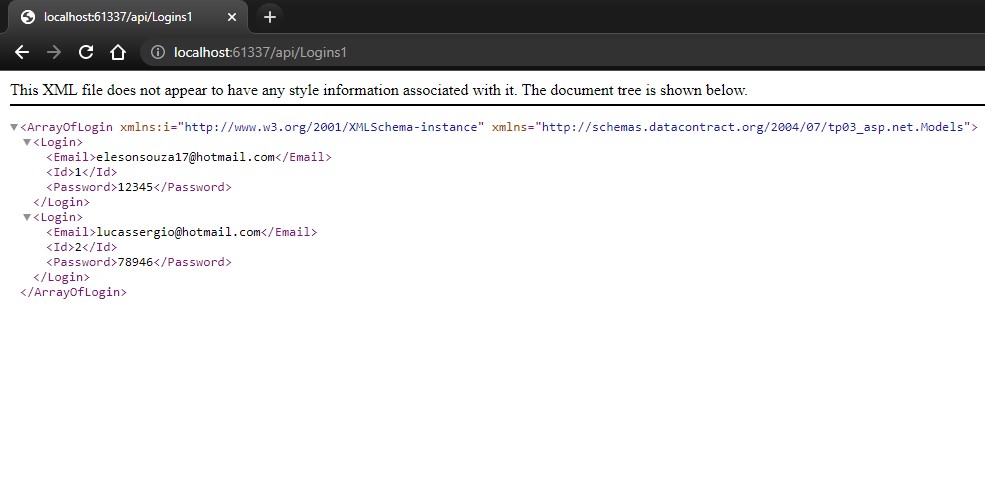 localhost:61337/api/Logins1
localhost:61337/api/Logins1
This XML file does not appear to have any style information associated with it. The document tree is shown below.
<ArrayOfLogin xmlns:i="http://www.w3.org/2001/XMLSchema-instance" xmlns="http://schemas.datacontract.org/2004/07/tp03_asp.net.Models">
<Login>
<Email>elesonsouza17@hotmail.com</Email>
<Id>1</Id>
<Password>12345</Password>
</Login>
<Login>
<Email>lucassergio@hotmail.com</Email>
<Id>2</Id>
<Password>78946</Password>
</Login>
</ArrayOfLogin>